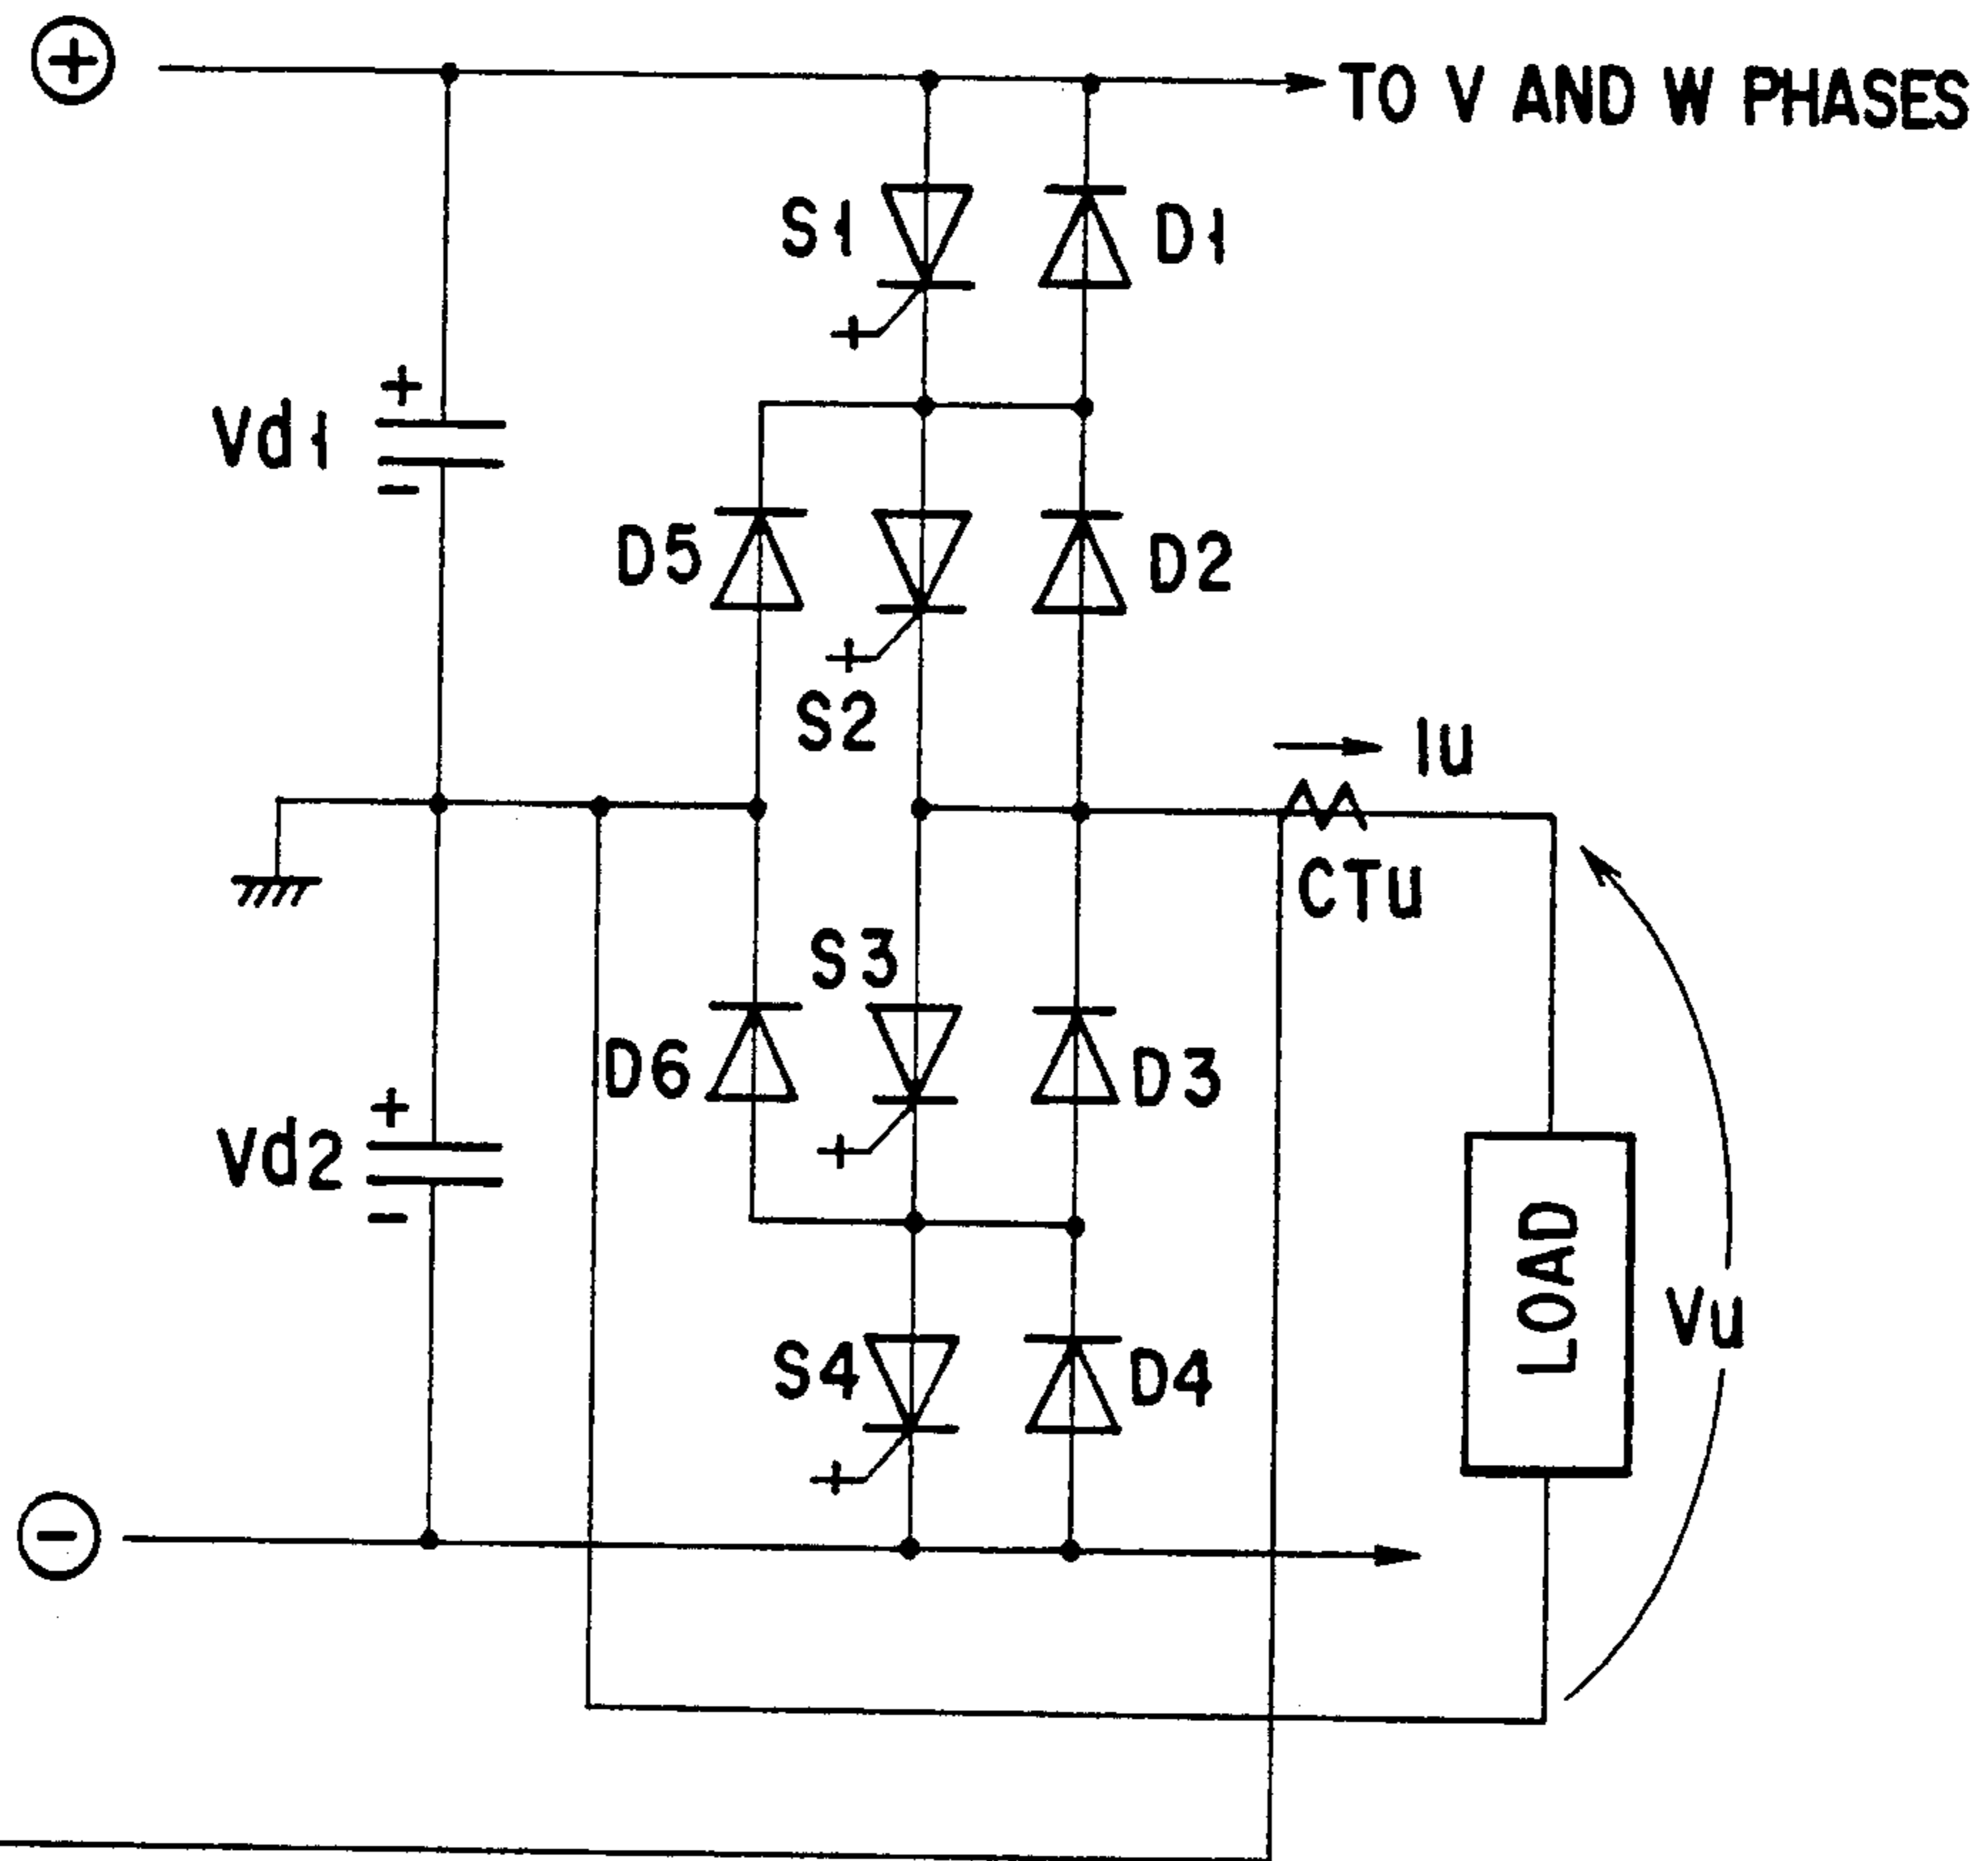 +
TO V AND W PHASES
S1
D1
+
+
Vd1
-
D5
D2
+
S2
Iu
CTu
S3
D6
D3
+
Vd2
+
-
LOAD
Vu
S4
D4
+
-